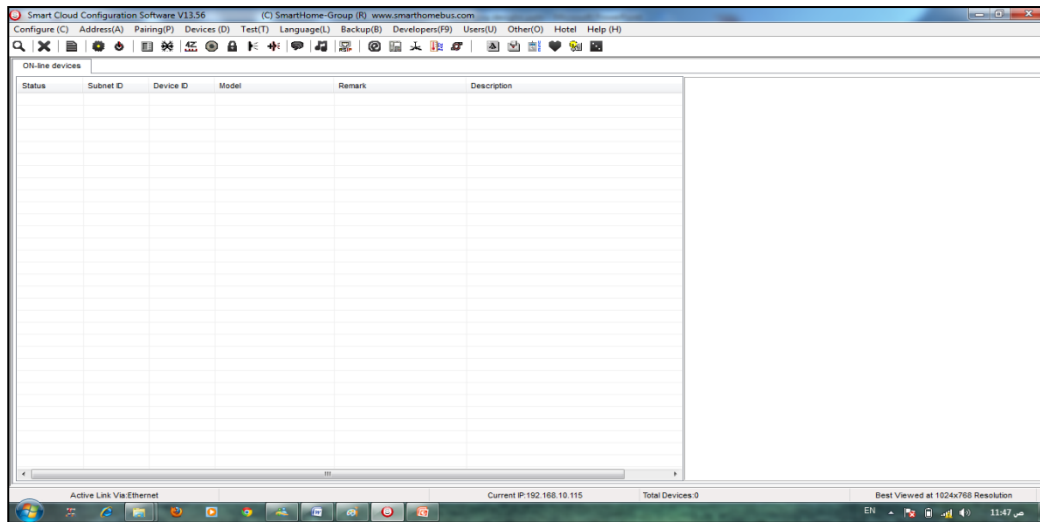 Smart Cloud Configuration Software V13.56 (C) SmartHome-Group (R) www.smarthomebus.com
Configure (C) Address(A) Pairing(P) Devices (D) Test(T) Language(L) Backup(B) Developers(F9) Users(U) Other(O) Hotel Help (H)
ON-line devices
Status Subnet ID Device ID Model Remark Description
Active Link Via:Ethernet Current IP:192.168.10.115 Total Devices:0 Best Viewed at 1024x768 Resolution
EN 11:47 ص